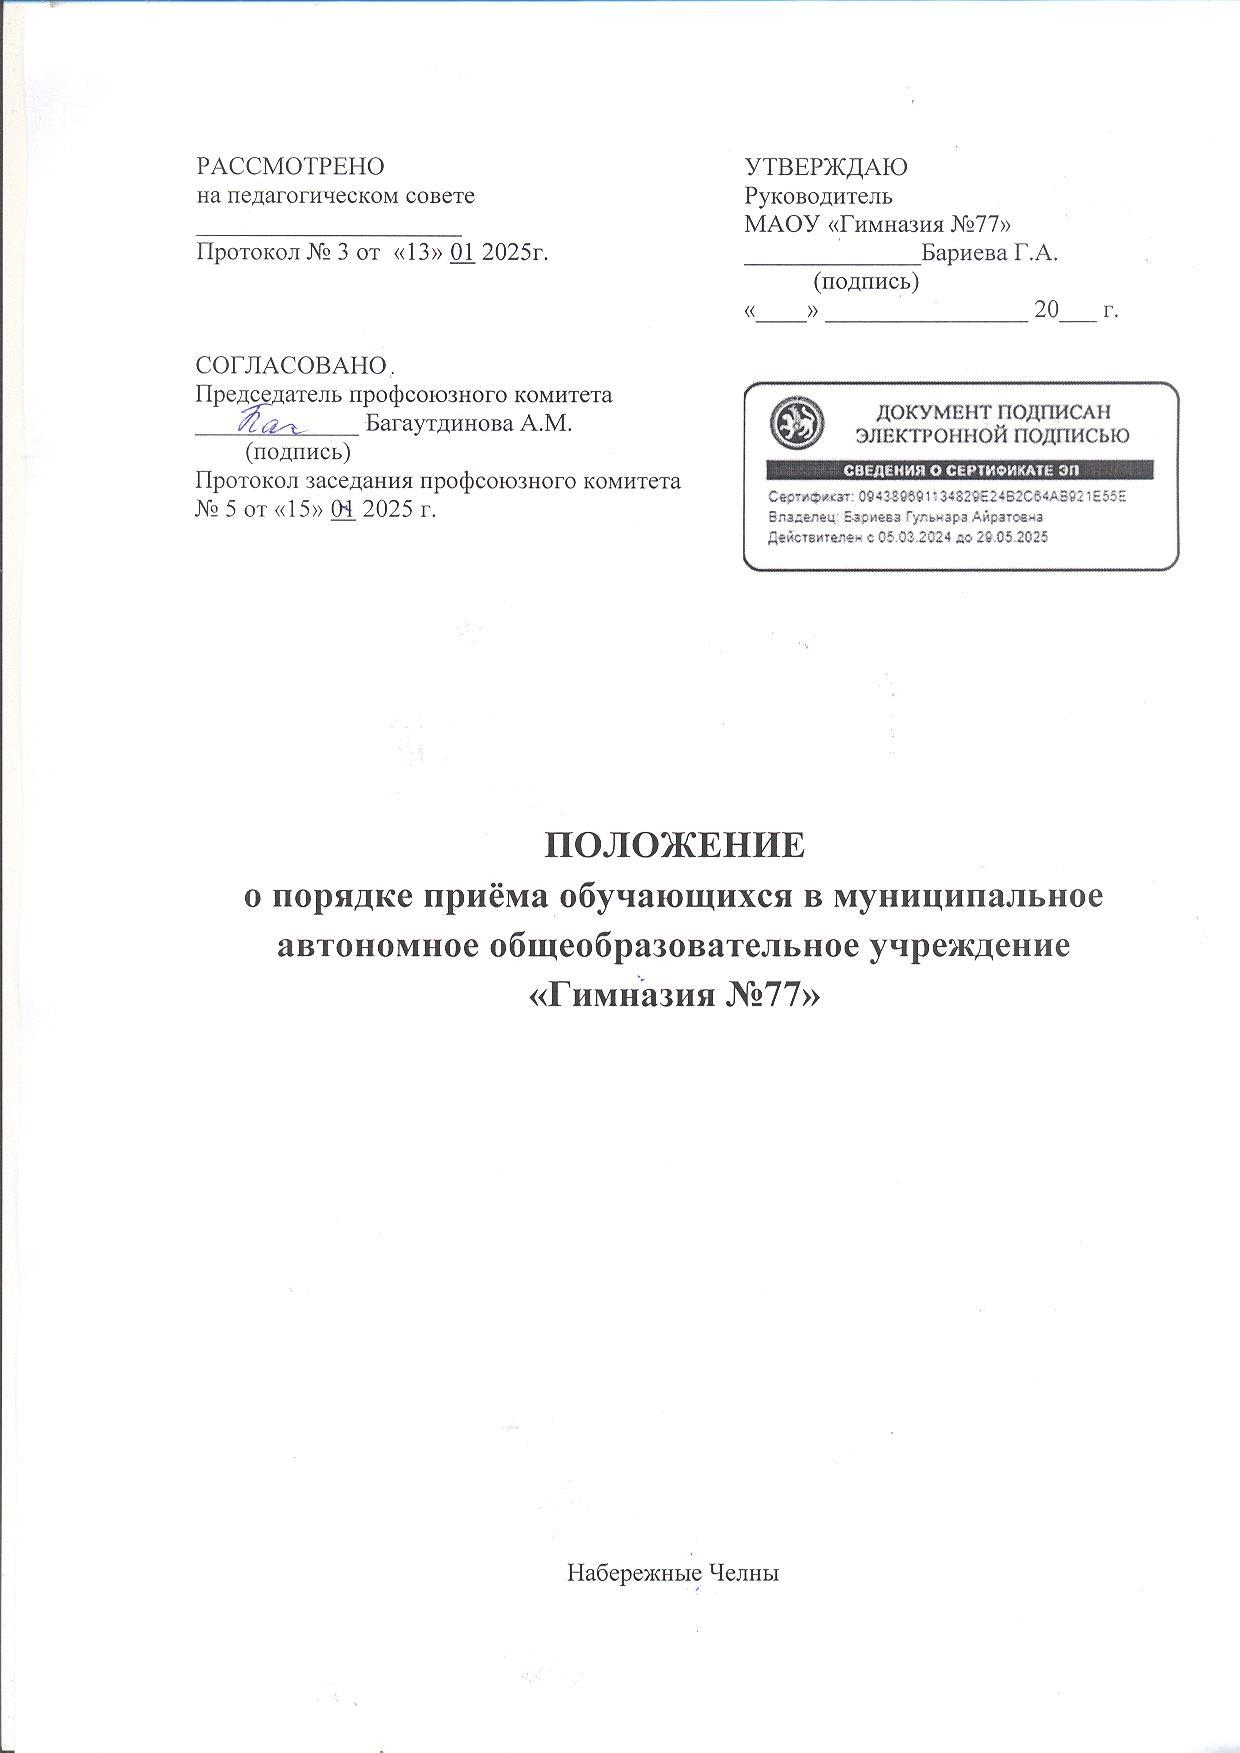 РАССМОТРЕНО
на педагогическом совете
_____________________
Протокол № 3 от «13» 01 2025г.
УТВЕРЖДАЮ
Руководитель
МАОУ «Гимназия №77»
______________Бариева Г.А.
(подпись)
«____» ________________ 20___ г.
СОГЛАСОВАНО
Председатель профсоюзного комитета
_____________ Багаутдинова А.М.
(подпись)
Протокол заседания профсоюзного комитета
№ 5 от «15» 01 2025 г.
ДОКУМЕНТ ПОДПИСАН
ЭЛЕКТРОННОЙ ПОДПИСЬЮ
СВЕДЕНИЯ О СЕРТИФИКАТЕ ЭП
Сертификат:
Владелец: Бариева Гульнара Айратовна
Действителен с 05.03.2024 до 29.05.2025
ПОЛОЖЕНИЕ
о порядке приёма обучающихся в муниципальное
автономное общеобразовательное учреждение
«Гимназия №77»
Набережные Челны